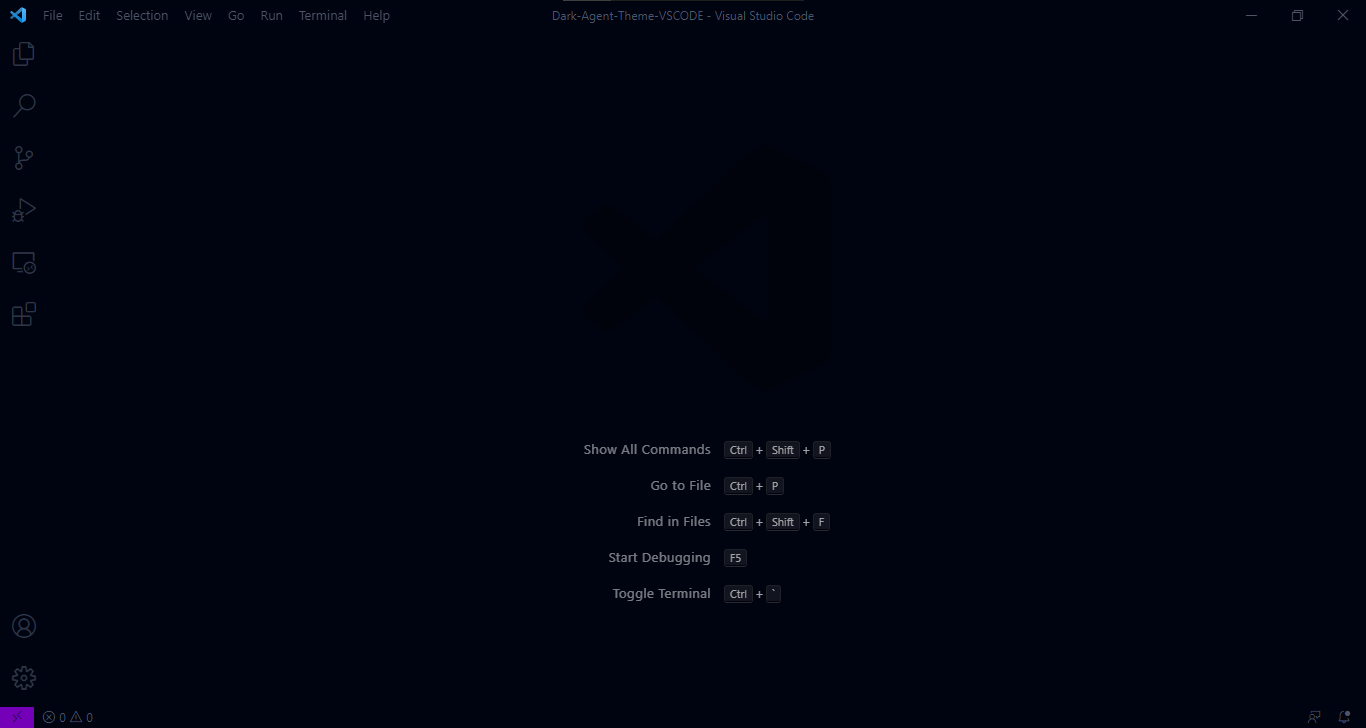 File Edit Selection View Go Run Terminal Help Dark-Agent-Theme-VSCODE - Visual Studio Code
Show All Commands Ctrl + Shift + P
Go to File Ctrl + P
Find in Files Ctrl + Shift + F
Start Debugging F5
Toggle Terminal Ctrl + `
0 0